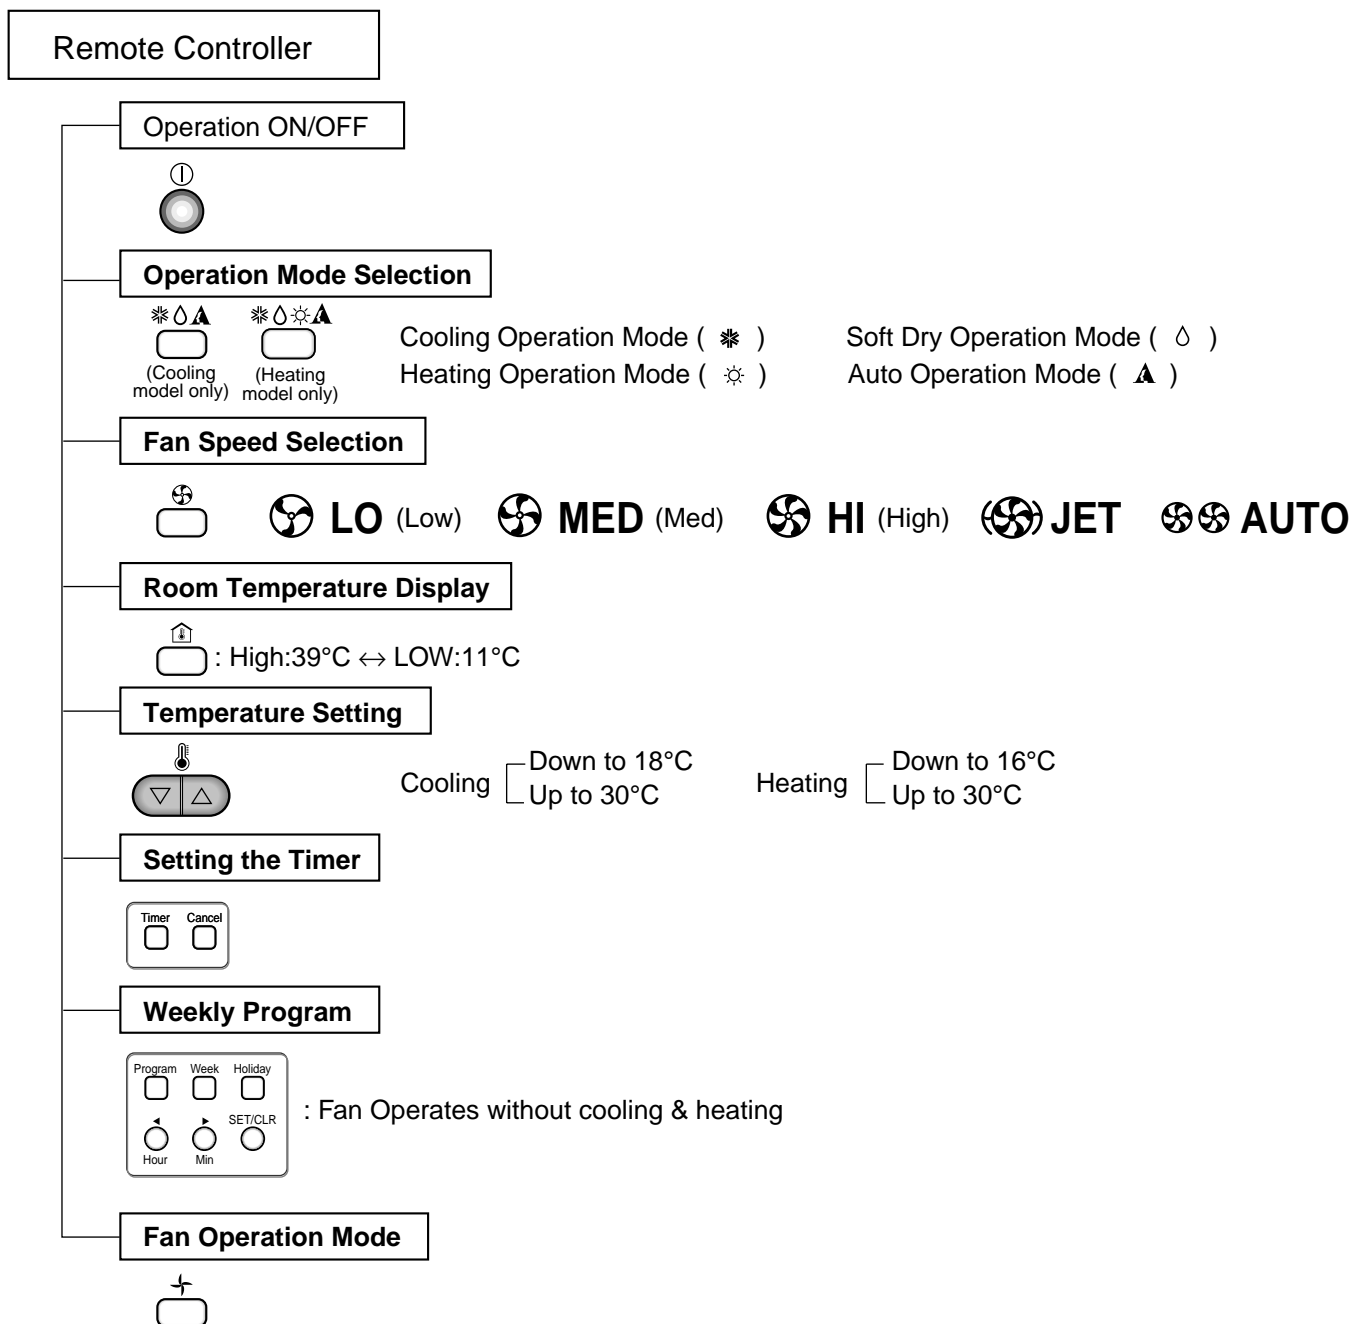 Remote Controller
Operation ON/OFF
Operation Mode Selection
(Cooling model only)
(Heating model only)
Cooling Operation Mode ( )
Soft Dry Operation Mode ( )
Heating Operation Mode ( )
Auto Operation Mode ( )
Fan Speed Selection
LO (Low) MED (Med) HI (High) JET AUTO
Room Temperature Display
: High:39°C ↔ LOW:11°C
Temperature Setting
Cooling
Down to 18°C
Up to 30°C
Heating
Down to 16°C
Up to 30°C
Setting the Timer
Timer Cancel
Weekly Program
Program Week Holiday
SET/CLR
Hour Min
: Fan Operates without cooling & heating
Fan Operation Mode